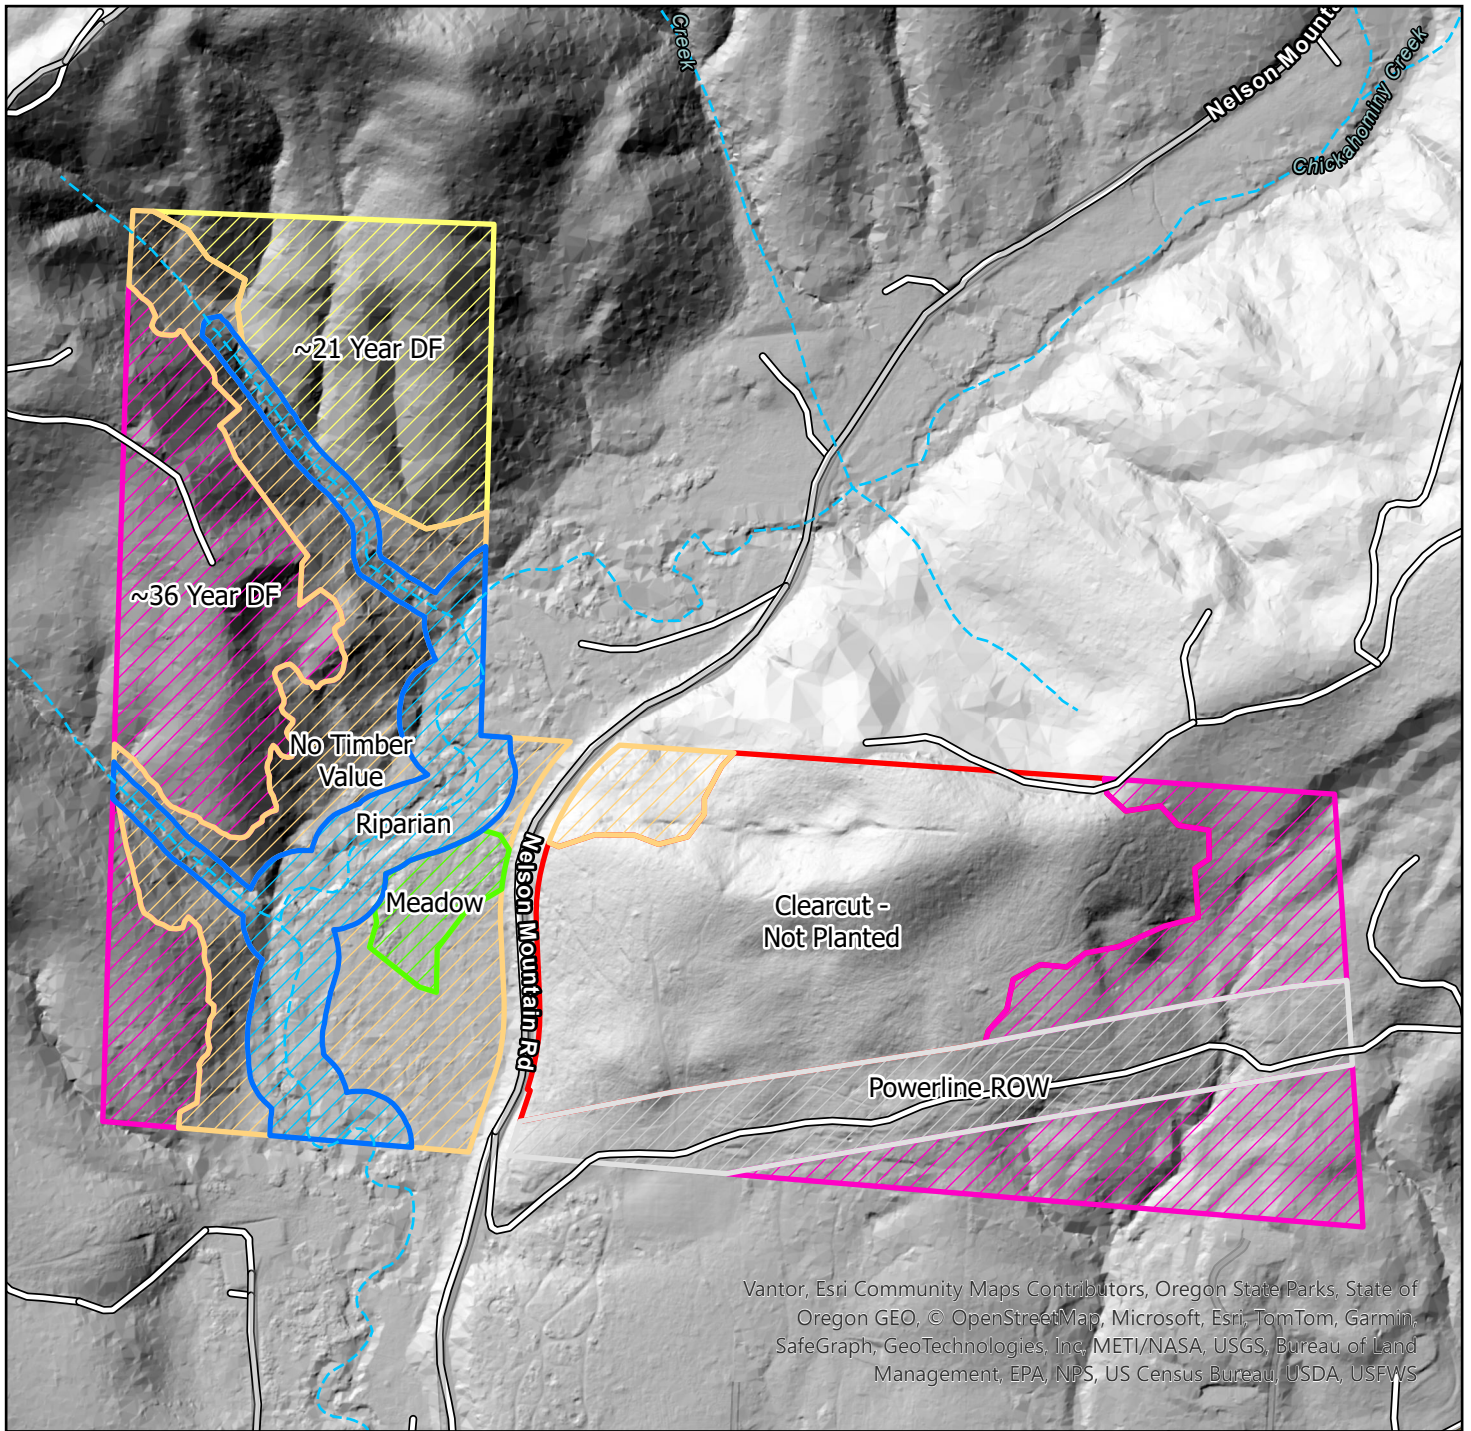 Creek
Nelson Mounta
Chickahominy Creek
~21 Year DF
~36 Year DF
No Timber
Value
Riparian
Meadow
Nelson Mountain Rd
Clearcut -
Not Planted
Powerline ROW
Vantor, Esri Community Maps Contributors, Oregon State Parks, State of
Oregon GEO, © OpenStreetMap, Microsoft, Esri, TomTom, Garmin,
SafeGraph, GeoTechnologies, Inc, METI/NASA, USGS, Bureau of Land
Management, EPA, NPS, US Census Bureau, USDA, USFWS